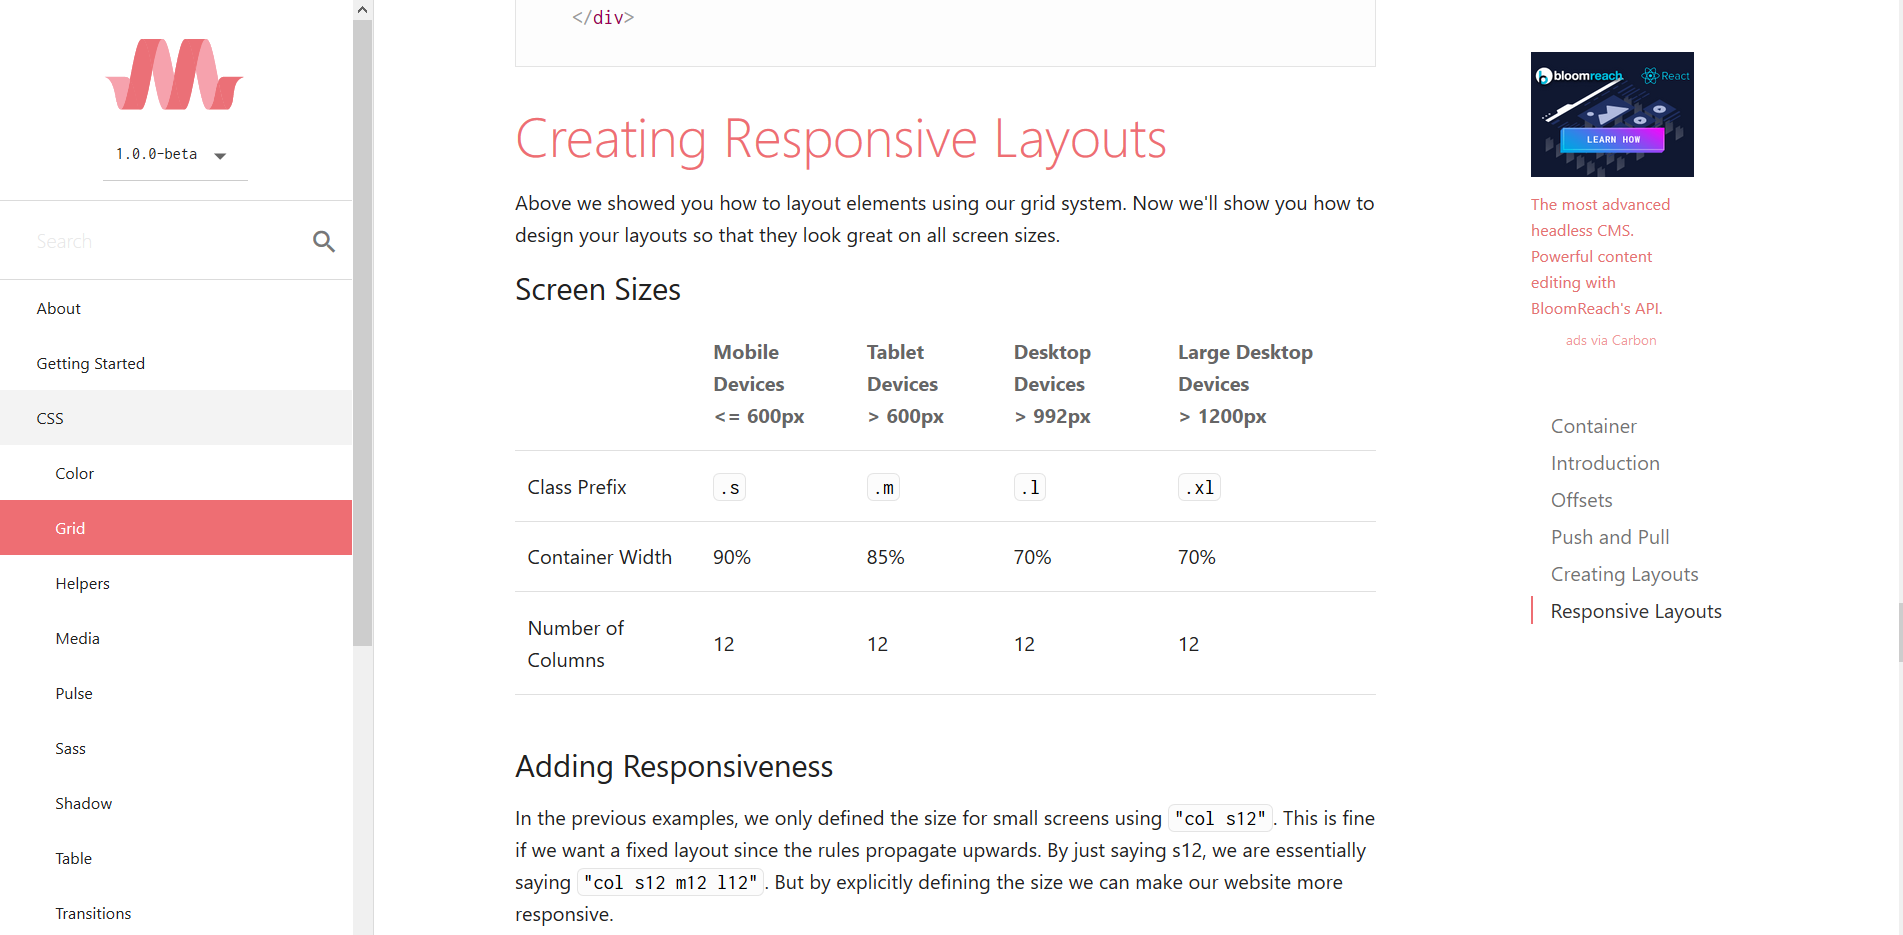 1.0.0-beta
Search
About
Getting Started
CSS
Color
Grid
Helpers
Media
Pulse
Sass
Shadow
Table
Transitions
</div>
Creating Responsive Layouts
Above we showed you how to layout elements using our grid system. Now we'll show you how to
design your layouts so that they look great on all screen sizes.
Screen Sizes
Mobile Devices <= 600px Tablet Devices > 600px Desktop Devices > 992px Large Desktop Devices > 1200px
Class Prefix .s .m .l .xl
Container Width 90% 85% 70% 70%
Number of Columns 12 12 12 12
Adding Responsiveness
In the previous examples, we only defined the size for small screens using "col s12". This is fine
if we want a fixed layout since the rules propagate upwards. By just saying s12, we are essentially
saying "col s12 m12 l12". But by explicitly defining the size we can make our website more
responsive.
bloomreach React
LEARN HOW
The most advanced
headless CMS.
Powerful content
editing with
BloomReach's API.
ads via Carbon
Container
Introduction
Offsets
Push and Pull
Creating Layouts
Responsive Layouts